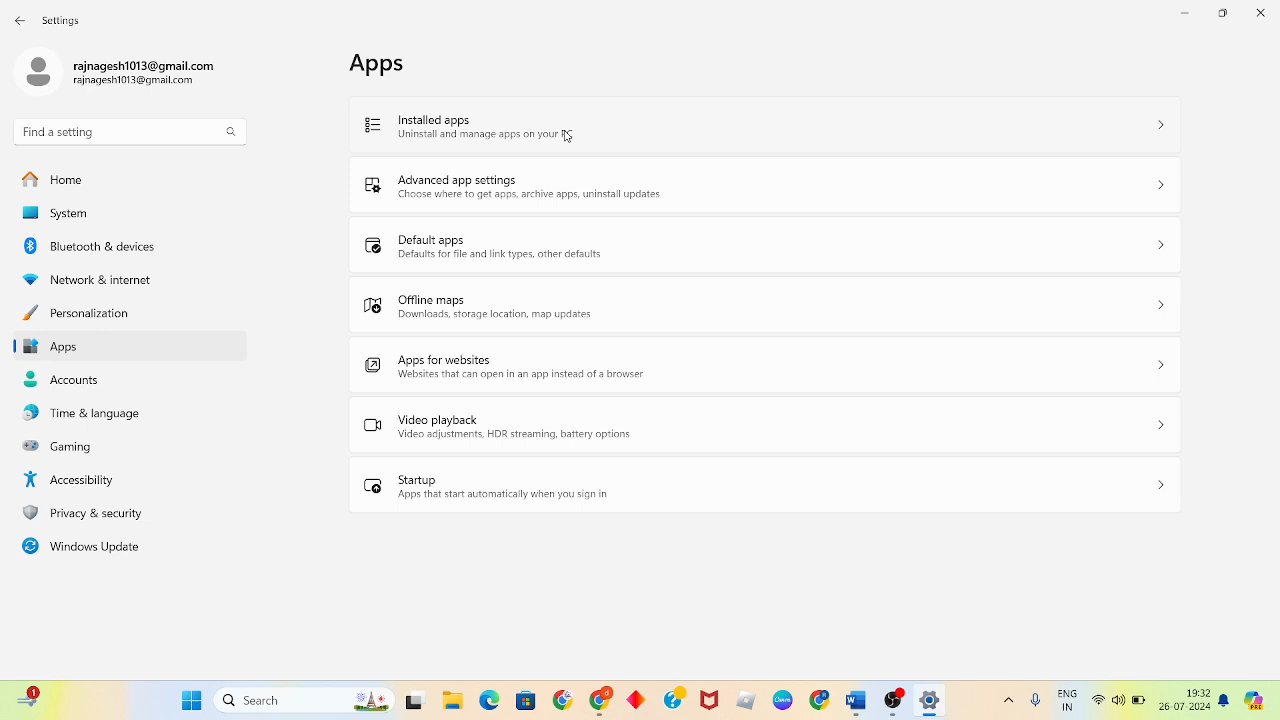 Settings
rajnagesh1013@gmail.com
rajnagesh1013@gmail.com
Find a setting
Home
System
Bluetooth & devices
Network & internet
Personalization
Apps
Accounts
Time & language
Gaming
Accessibility
Privacy & security
Windows Update
Apps
Installed apps
Uninstall and manage apps on your
Advanced app settings
Choose where to get apps, archive apps, uninstall updates
Default apps
Defaults for file and link types, other defaults
Offline maps
Downloads, storage location, map updates
Apps for websites
Websites that can open in an app instead of a browser
Video playback
Video adjustments, HDR streaming, battery options
Startup
Apps that start automatically when you sign in
1
Search
ENG
IN
19:32
26-07-2024
PRE